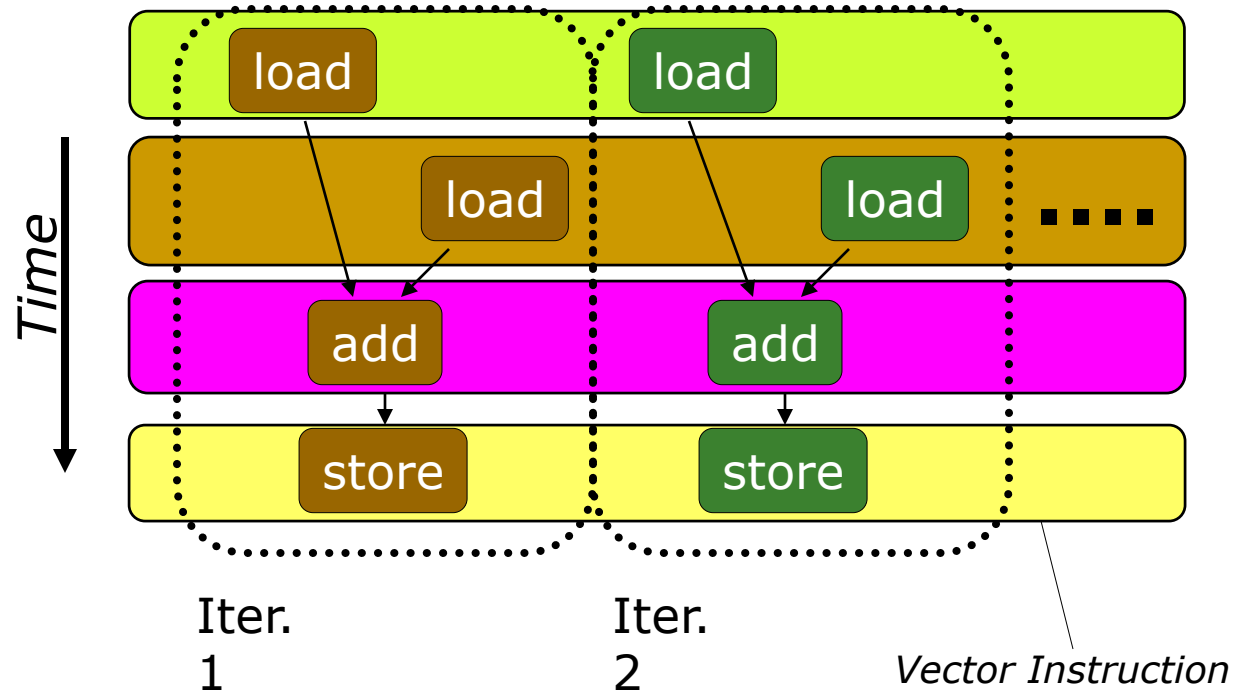 load load
load load
Time
add add
store store
Iter. Iter.
1 2
Vector Instruction